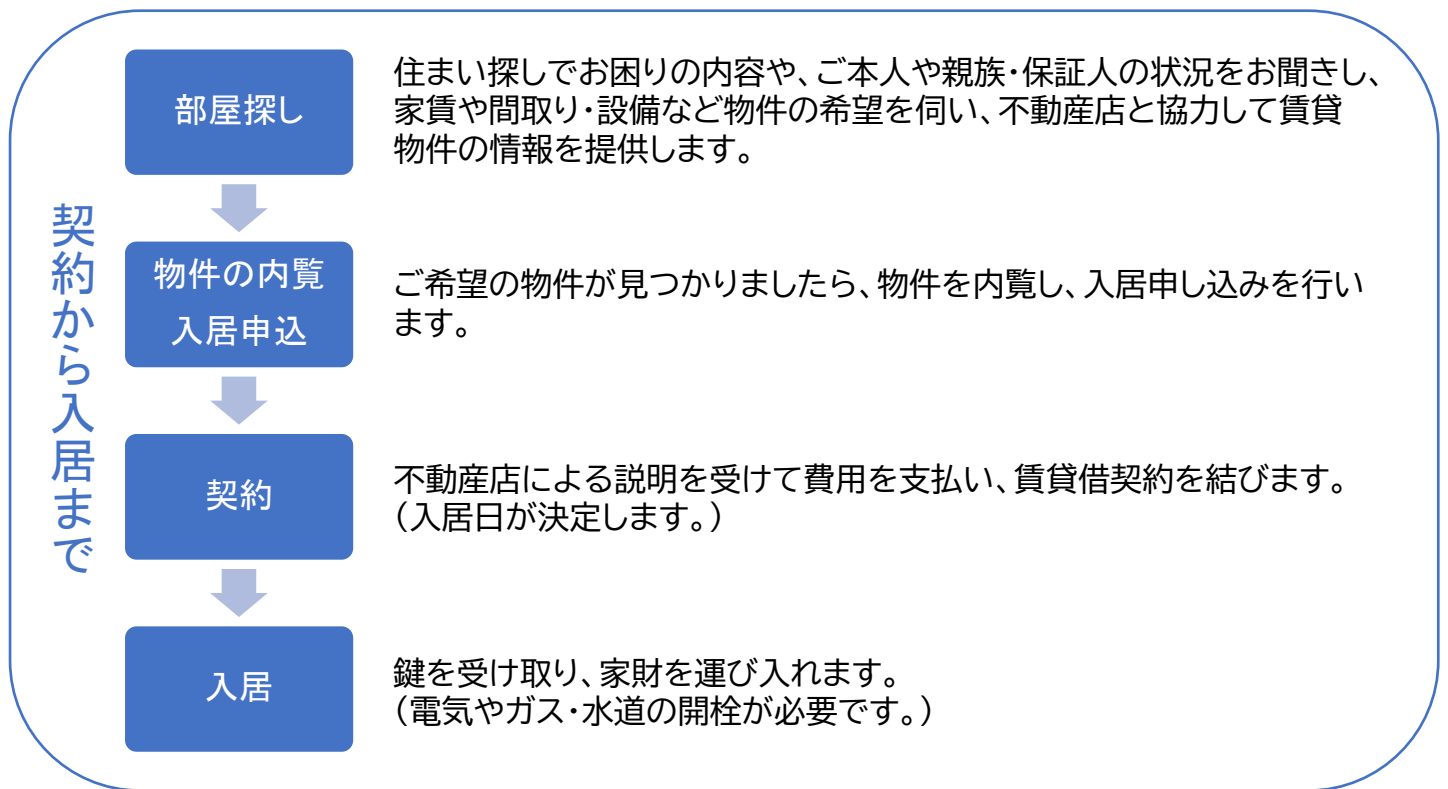 契約から入居まで
部屋探し
住まい探しでお困りの内容や、ご本人や親族・保証人の状況をお聞きし、
家賃や間取り・設備など物件の希望を伺い、不動産店と協力して賃貸
物件の情報を提供します。
物件の内覧
入居申込
ご希望の物件が見つかりましたら、物件を内覧し、入居申し込みを行い
ます。
契約
不動産店による説明を受けて費用を支払い、賃貸借契約を結びます。
（入居日が決定します。）
入居
鍵を受け取り、家財を運び入れます。
（電気やガス・水道の開栓が必要です。）